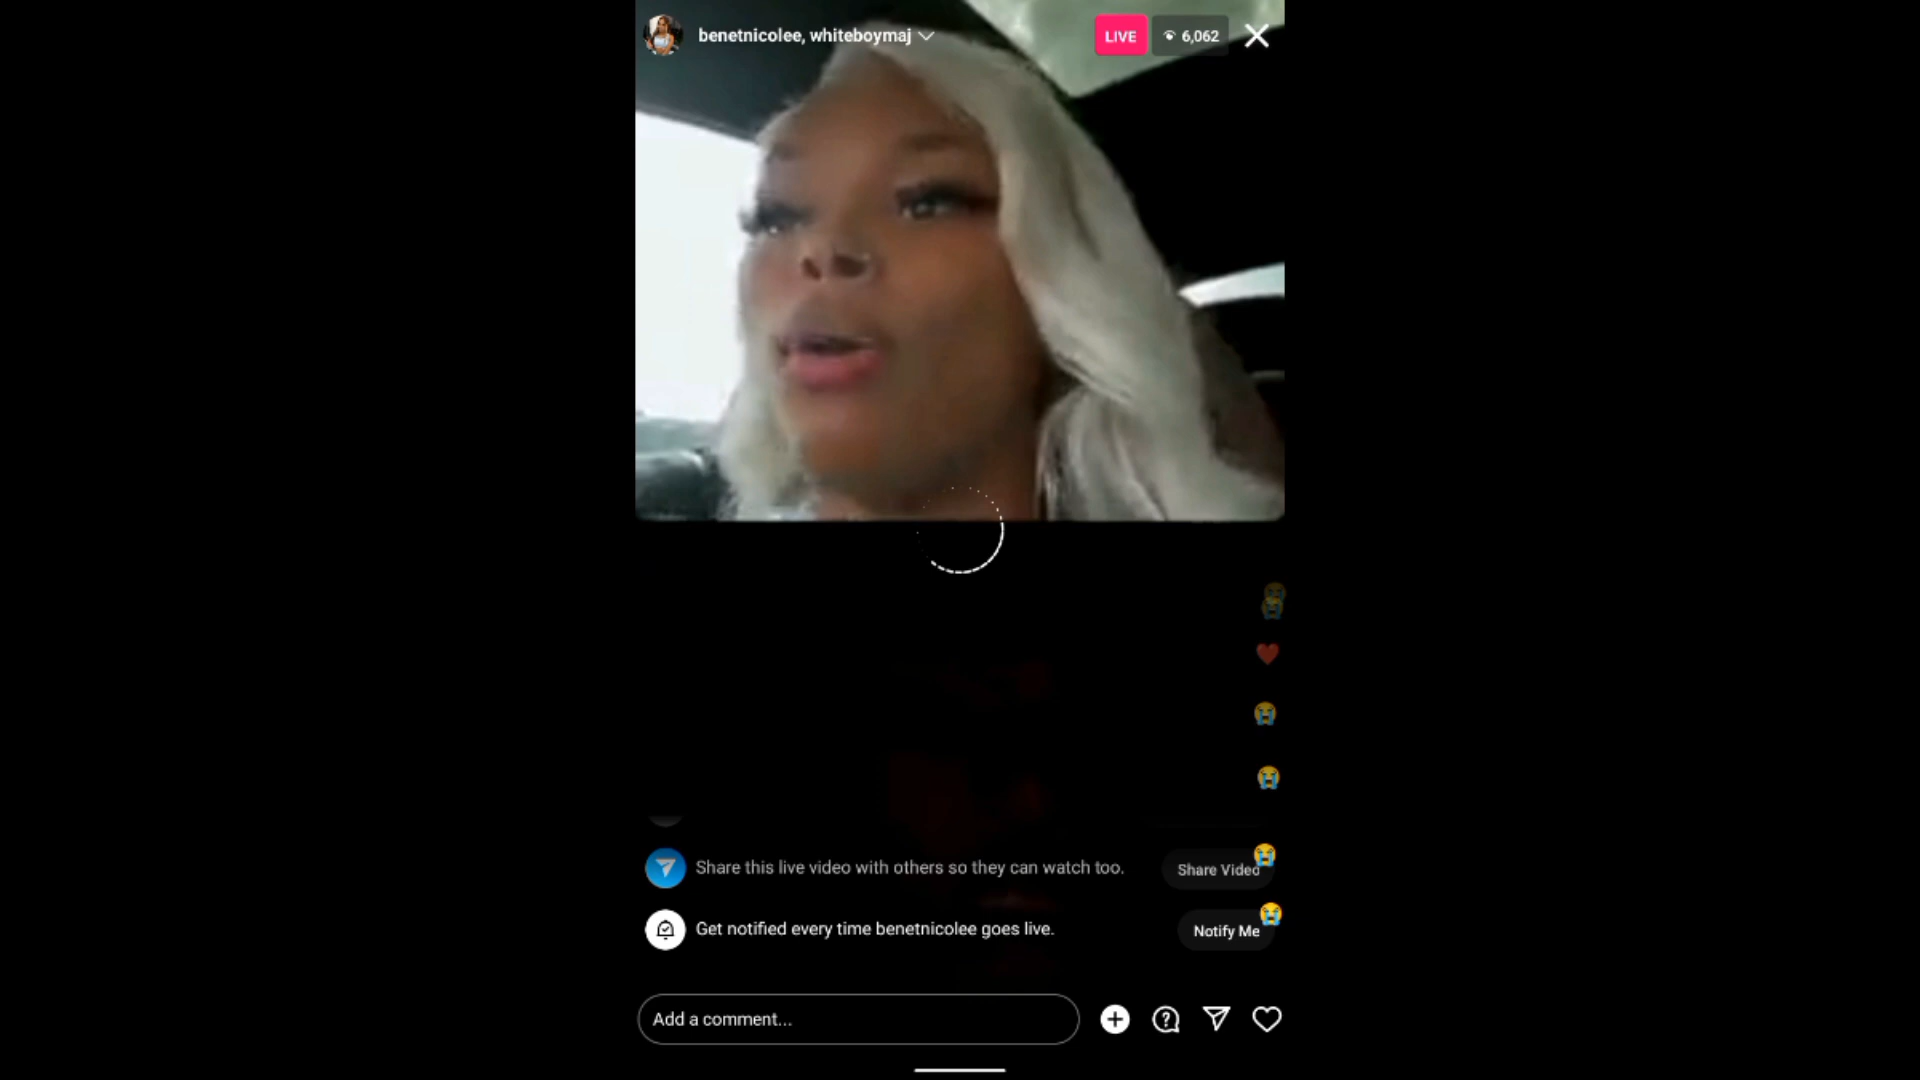 benetnicolee, whiteboymaj
LIVE
6,062
Share this live video with others so they can watch too.
Share Video
Get notified every time benetnicolee goes live.
Notify Me
Add a comment...